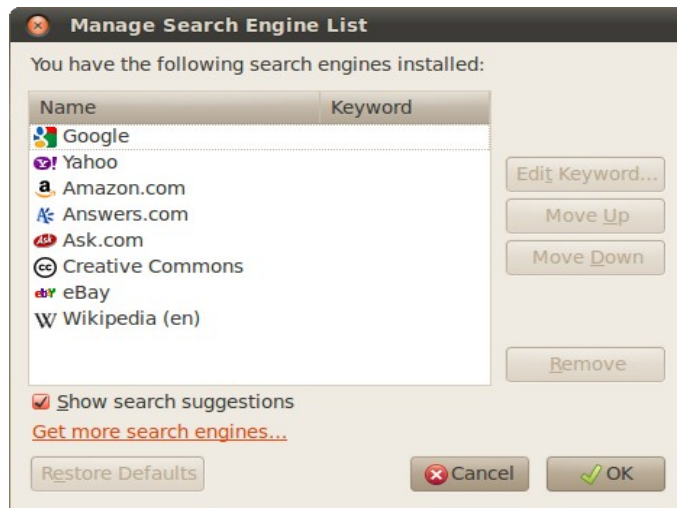 Manage Search Engine List
You have the following search engines installed:
Name Keyword
Google
Yahoo
Amazon.com
Answers.com
Ask.com
Creative Commons
eBay
Wikipedia (en)
Edit Keyword...
Move Up
Move Down
Remove
Show search suggestions
Get more search engines...
Restore Defaults Cancel OK